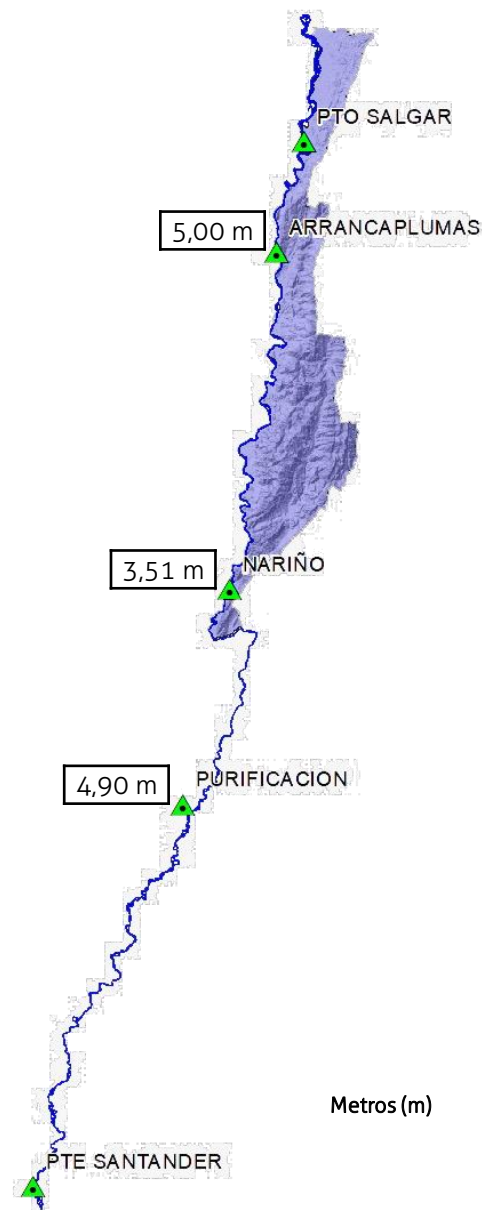 PTO SALGAR
5,00 m
ARRANCAPLUMAS
3,51 m
NARIÑO
4,90 m
PURIFICACION
Metros (m)
PTE SANTANDER